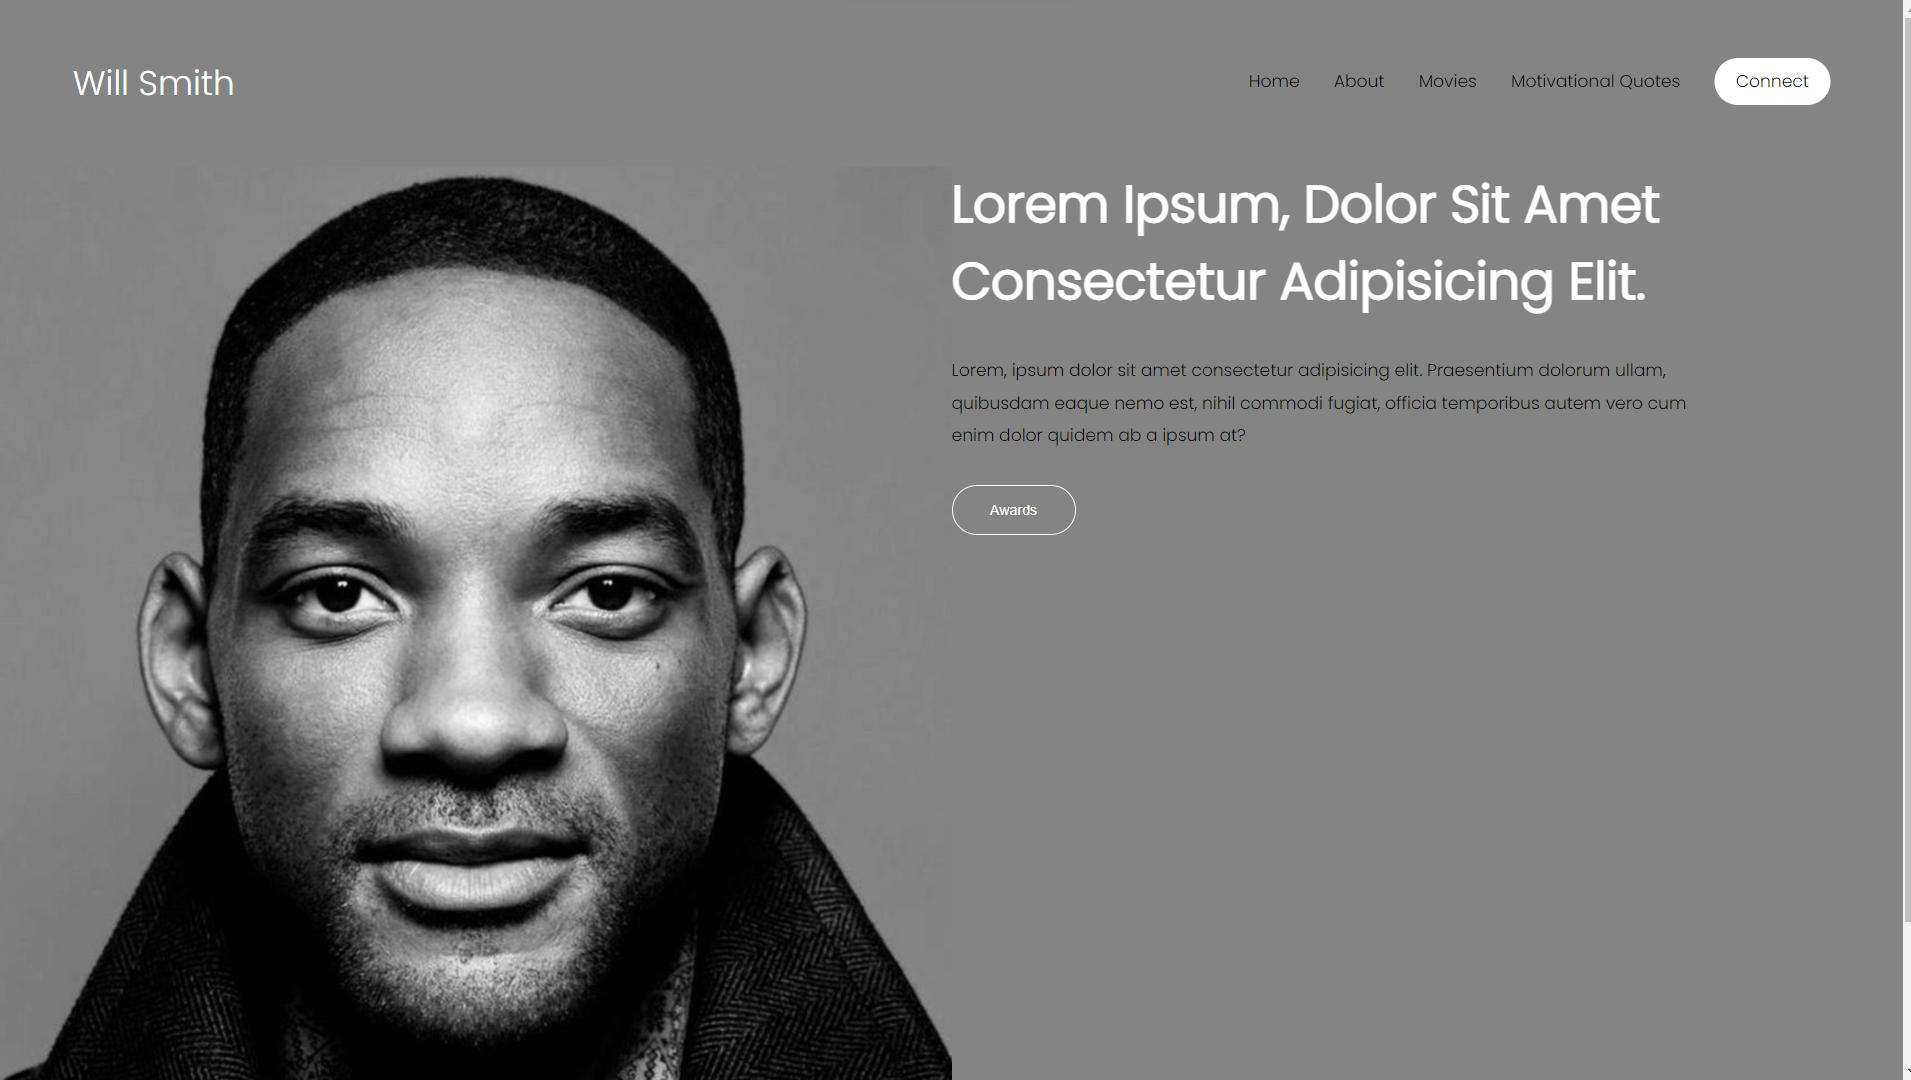 Will Smith
Home About Movies Motivational Quotes Connect
Lorem Ipsum, Dolor Sit Amet
Consectetur Adipisicing Elit.
Lorem, ipsum dolor sit amet consectetur adipisicing elit. Praesentium dolorum ullam,
quibusdam eaque nemo est, nihil commodi fugiat, officia temporibus autem vero cum
enim dolor quidem ab a ipsum at?
Awards